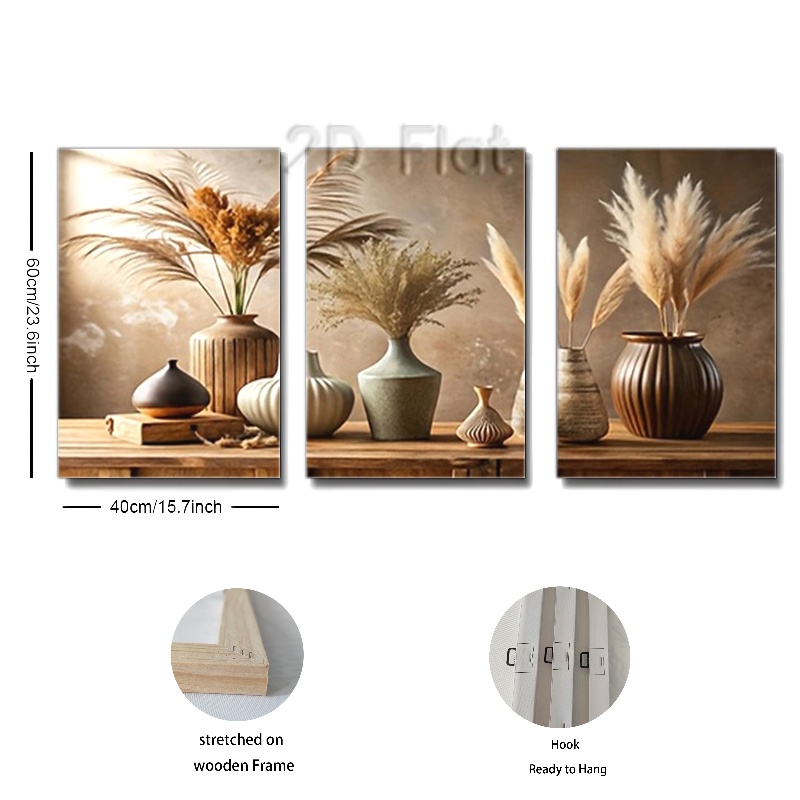 2D Flat
60cm/23.6inch
40cm/15.7inch
stretched on
wooden Frame
Hook
Ready to Hang